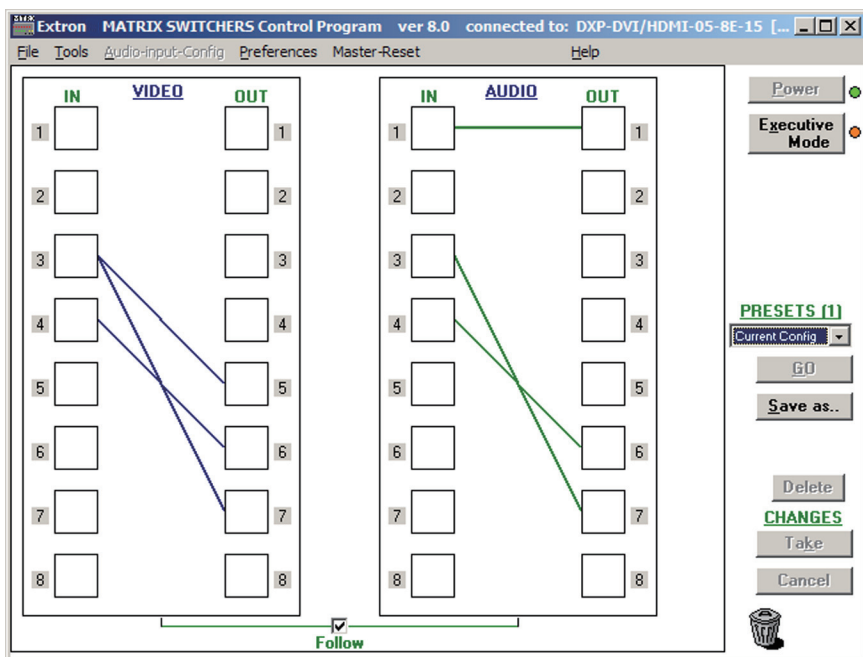 Extron MATRIX SWITCHERS Control Program ver 8.0 connected to: DXP-DVI/HDMI-05-8E-15 [...
File Tools Audio-input-Config Preferences Master-Reset Help
IN VIDEO OUT IN AUDIO OUT
1 1 1 1
2 2 2 2
3 3 3 3
4 4 4 4
5 5 5 5
6 6 6 6
7 7 7 7
8 8 8 8
Follow
Power
Executive
Mode
PRESETS (1)
Current Config
GO
Save as..
Delete
CHANGES
Take
Cancel